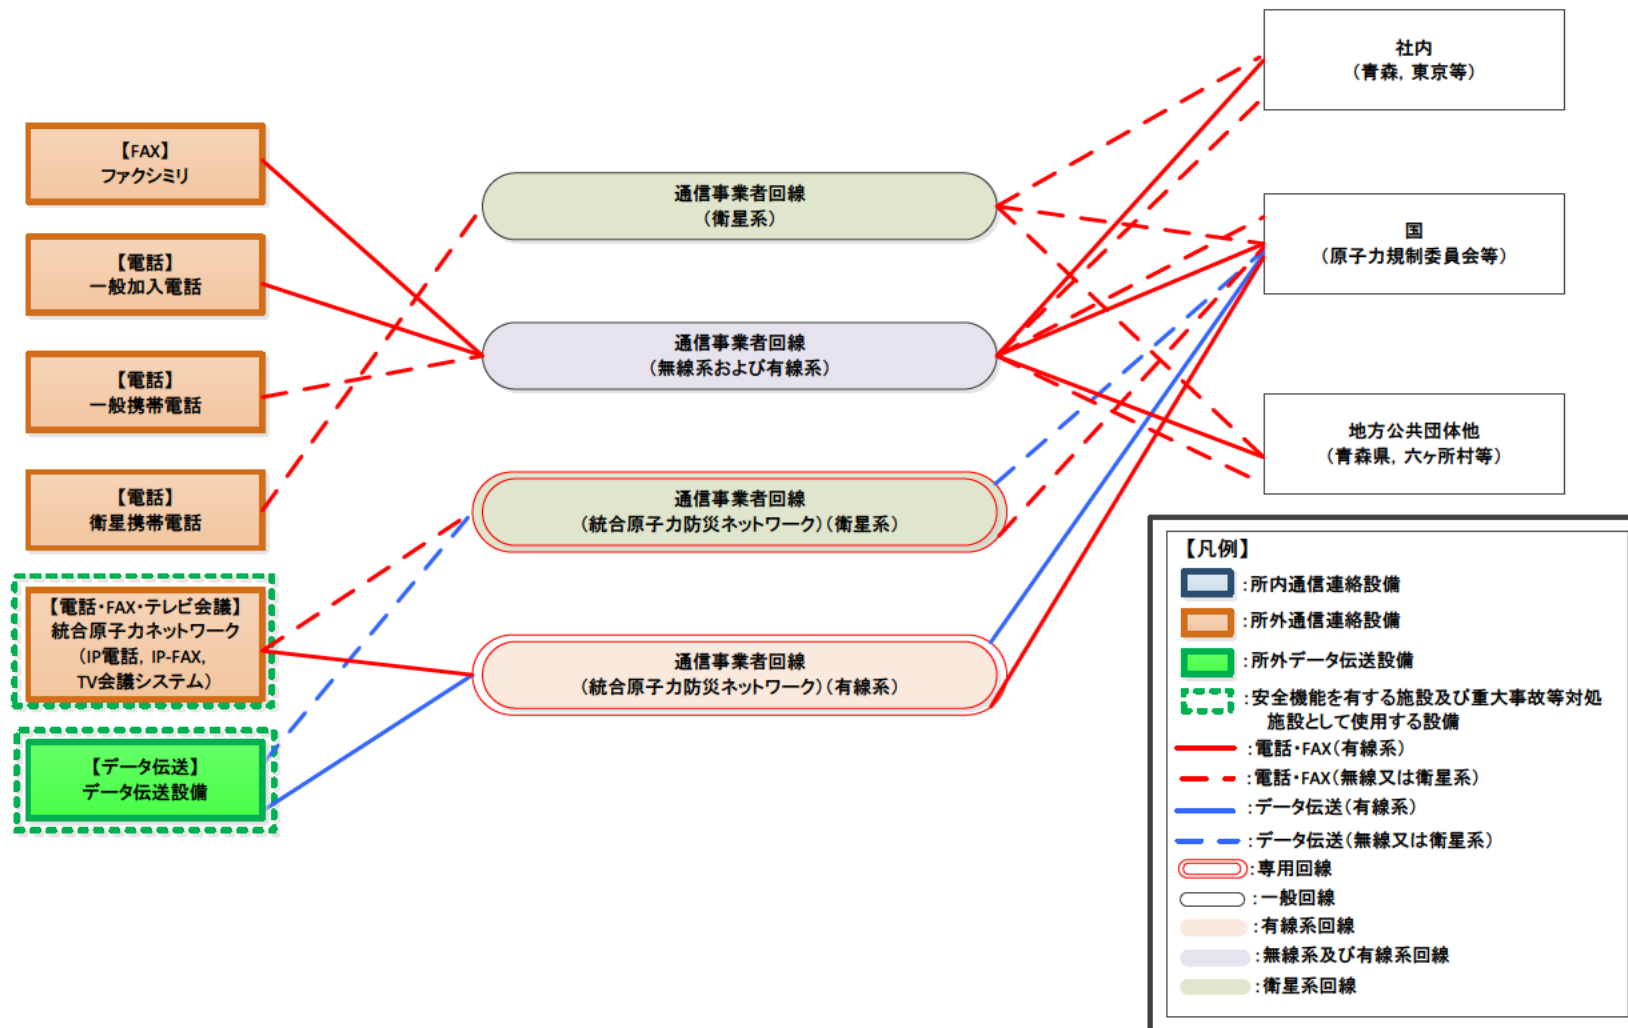 【FAX】
ファクシミリ
【電話】
一般加入電話
【電話】
一般携帯電話
【電話】
衛星携帯電話
【電話・FAX・テレビ会議】
統合原子力ネットワーク
（IP電話，IP-FAX，
TV会議システム）
【データ伝送】
データ伝送設備
通信事業者回線
（衛星系）
通信事業者回線
（無線系および有線系）
通信事業者回線
（統合原子力防災ネットワーク）（衛星系）
通信事業者回線
（統合原子力防災ネットワーク）（有線系）
社内
（青森，東京等）
国
（原子力規制委員会等）
地方公共団体他
（青森県，六ヶ所村等）
【凡例】
：所内通信連絡設備
：所外通信連絡設備
：所外データ伝送設備
：安全機能を有する施設及び重大事故等対処
施設として使用する設備
：電話・FAX（有線系）
：電話・FAX（無線又は衛星系）
：データ伝送（有線系）
：データ伝送（無線又は衛星系）
：専用回線
：一般回線
：有線系回線
：無線系及び有線系回線
：衛星系回線